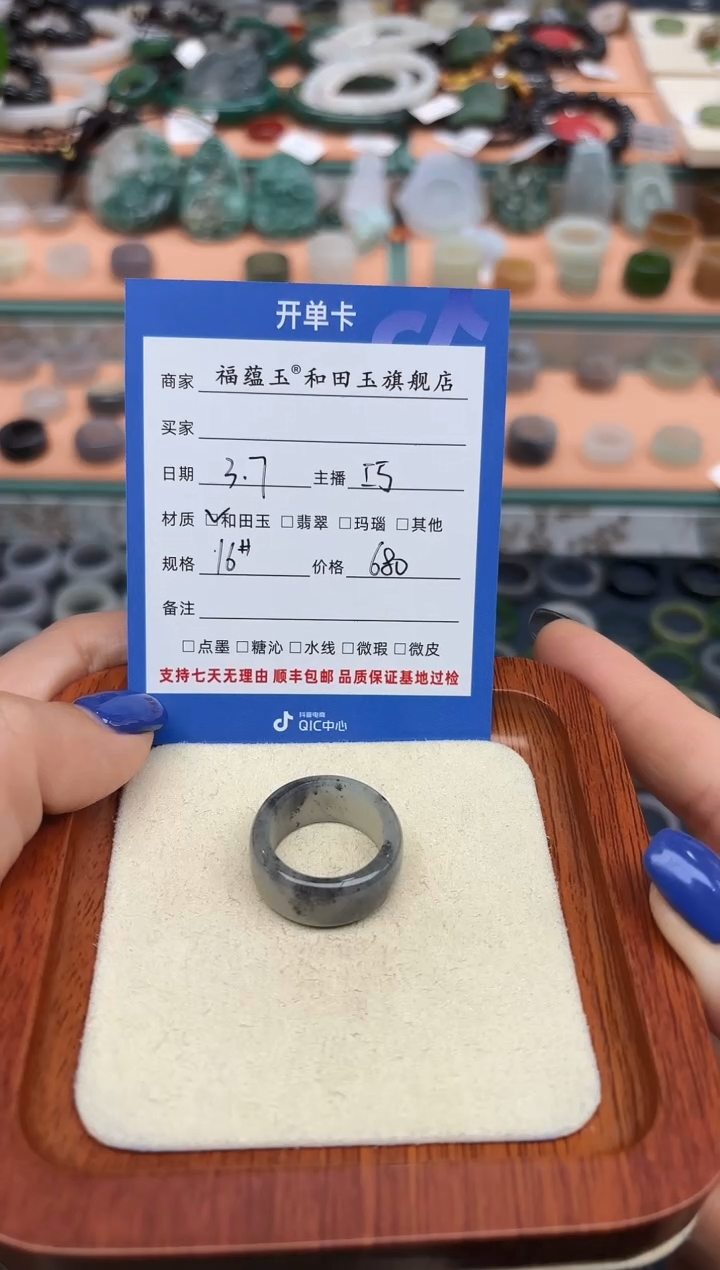 开单卡
商家 福蕴玉®和田玉旗舰店
买家
日期 3.7 主播 巧
材质 ☑和田玉 □翡翠 □玛瑙 □其他
规格 16# 价格 680
备注
□点墨 □糖沁 □水线 □微瑕 □微皮
支持七天无理由 顺丰包邮 品质保证基地过检
抖音电商
QIC中心